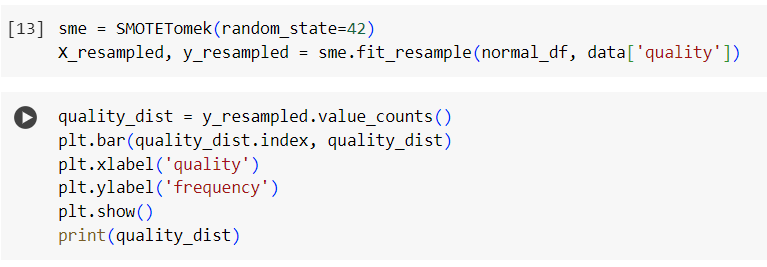 [13] sme = SMOTETomek(random_state=42)
X_resampled, y_resampled = sme.fit_resample(normal_df, data['quality'])
quality_dist = y_resampled.value_counts()
plt.bar(quality_dist.index, quality_dist)
plt.xlabel('quality')
plt.ylabel('frequency')
plt.show()
print(quality_dist)